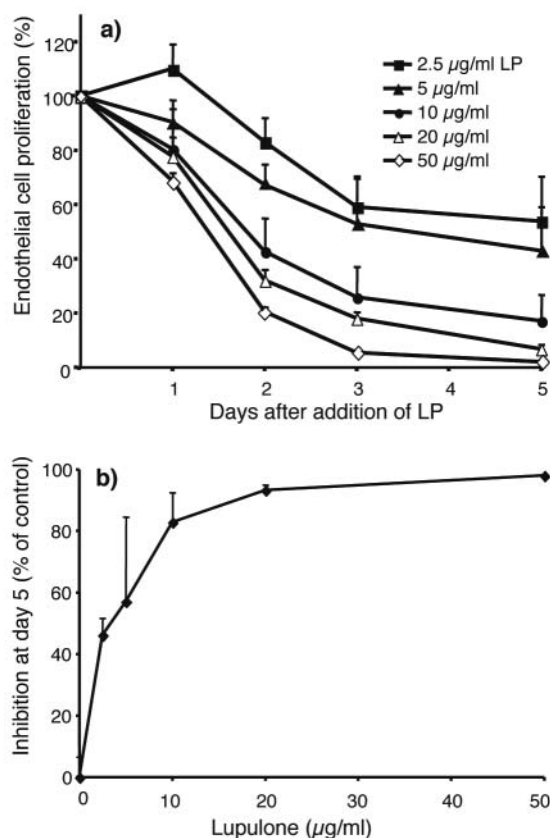 a)
Endothelial cell proliferation (%)
120
100
80
60
40
20
0
2.5 µg/ml LP
5 µg/ml
10 µg/ml
20 µg/ml
50 µg/ml
1 2 3 4 5
Days after addition of LP
b)
Inhibition at day 5 (% of control)
100
80
60
40
20
0
0 10 20 30 40 50
Lupulone (µg/ml)